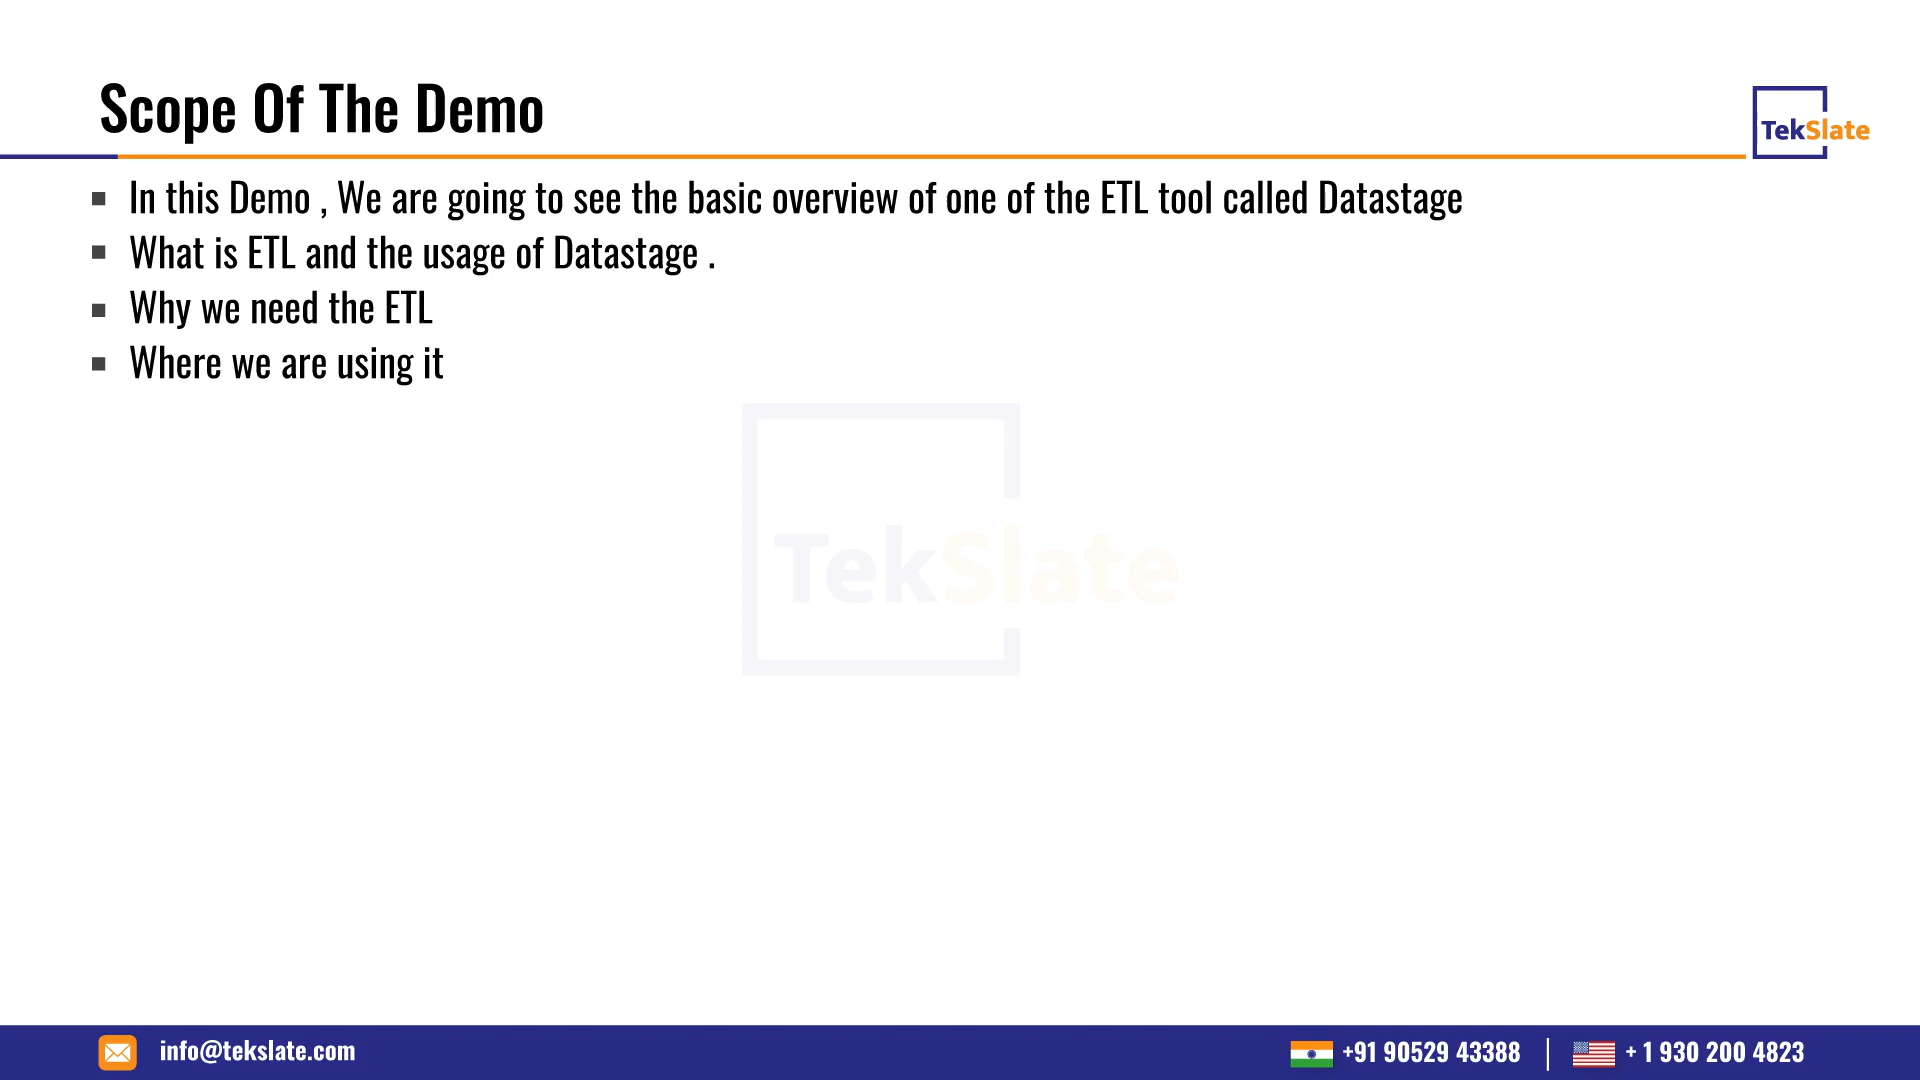 Scope Of The Demo
TekSlate
In this Demo , We are going to see the basic overview of one of the ETL tool called Datastage
What is ETL and the usage of Datastage .
Why we need the ETL
Where we are using it
TekSlate
info@tekslate.com
+91 90529 43388
+ 1 930 200 4823